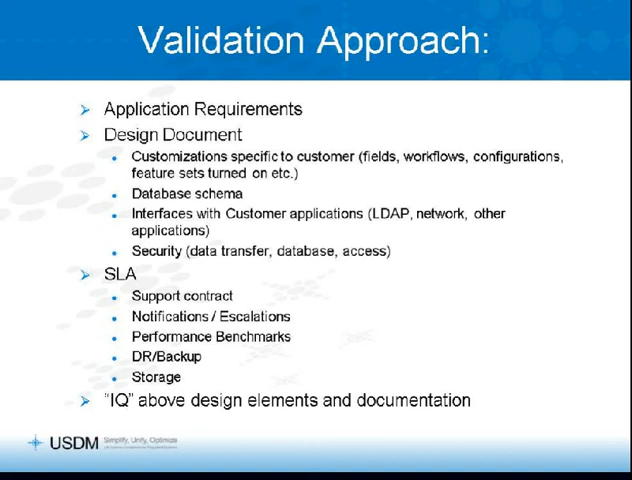 Validation Approach:
Application Requirements
Design Document
Customizations specific to customer (fields, workflows, configurations,
feature sets turned on etc.)
Database schema
Interfaces with Customer applications (LDAP, network, other
applications)
Security (data transfer, database, access)
SLA
Support contract
Notifications / Escalations
Performance Benchmarks
DR/Backup
Storage
"IQ" above design elements and documentation
USDM Simplify, Unify, Optimize